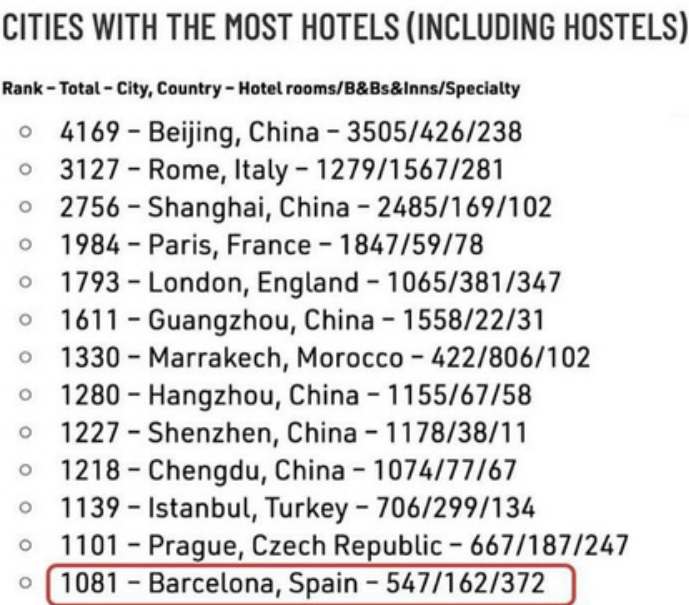 CITIES WITH THE MOST HOTELS (INCLUDING HOSTELS)
Rank – Total – City, Country – Hotel rooms/B&Bs&Inns/Specialty
4169 – Beijing, China – 3505/426/238
3127 – Rome, Italy – 1279/1567/281
2756 – Shanghai, China – 2485/169/102
1984 – Paris, France – 1847/59/78
1793 – London, England – 1065/381/347
1611 – Guangzhou, China – 1558/22/31
1330 – Marrakech, Morocco – 422/806/102
1280 – Hangzhou, China – 1155/67/58
1227 – Shenzhen, China – 1178/38/11
1218 – Chengdu, China – 1074/77/67
1139 – Istanbul, Turkey – 706/299/134
1101 – Prague, Czech Republic – 667/187/247
1081 – Barcelona, Spain – 547/162/372